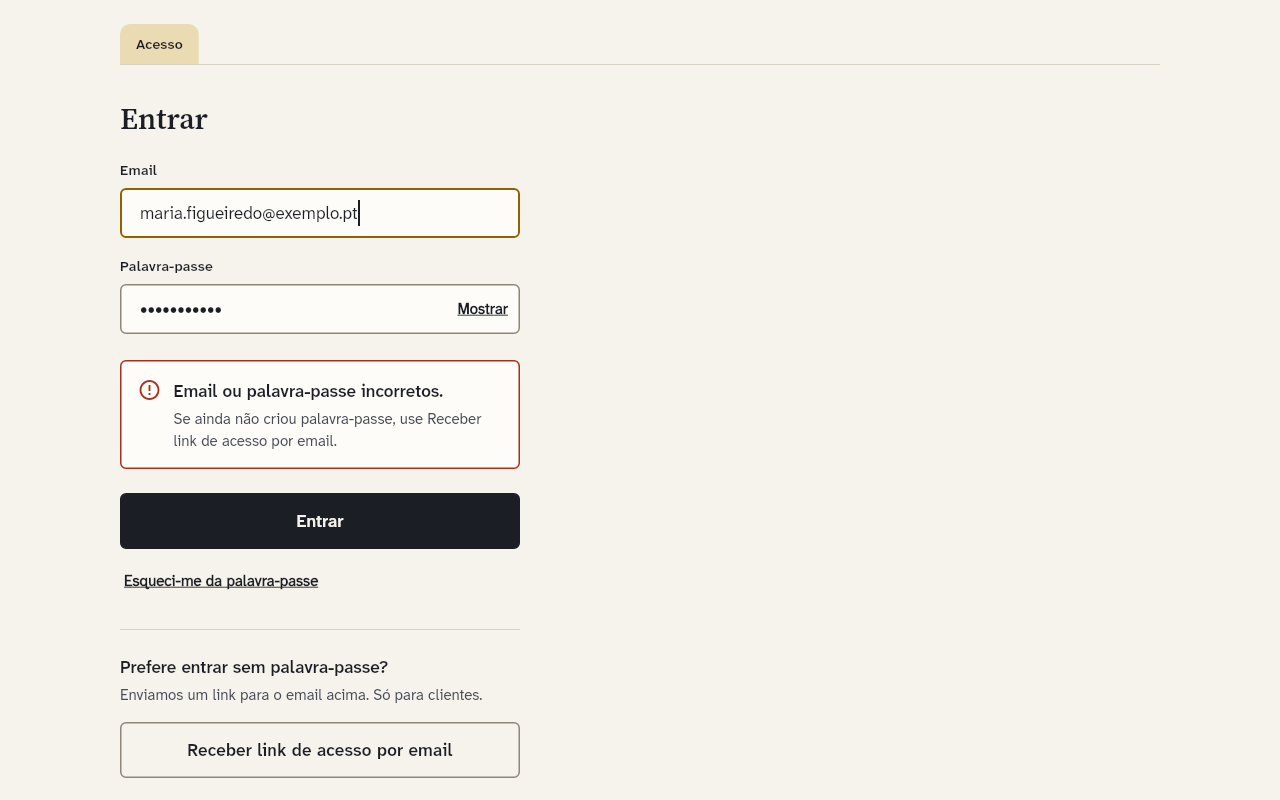 Acesso
Entrar
Email
maria.figueiredo@exemplo.pt
Palavra-passe
••••••••••• Mostrar
Email ou palavra-passe incorretos.
Se ainda não criou palavra-passe, use Receber
link de acesso por email.
Entrar
Esqueci-me da palavra-passe
Prefere entrar sem palavra-passe?
Enviamos um link para o email acima. Só para clientes.
Receber link de acesso por email